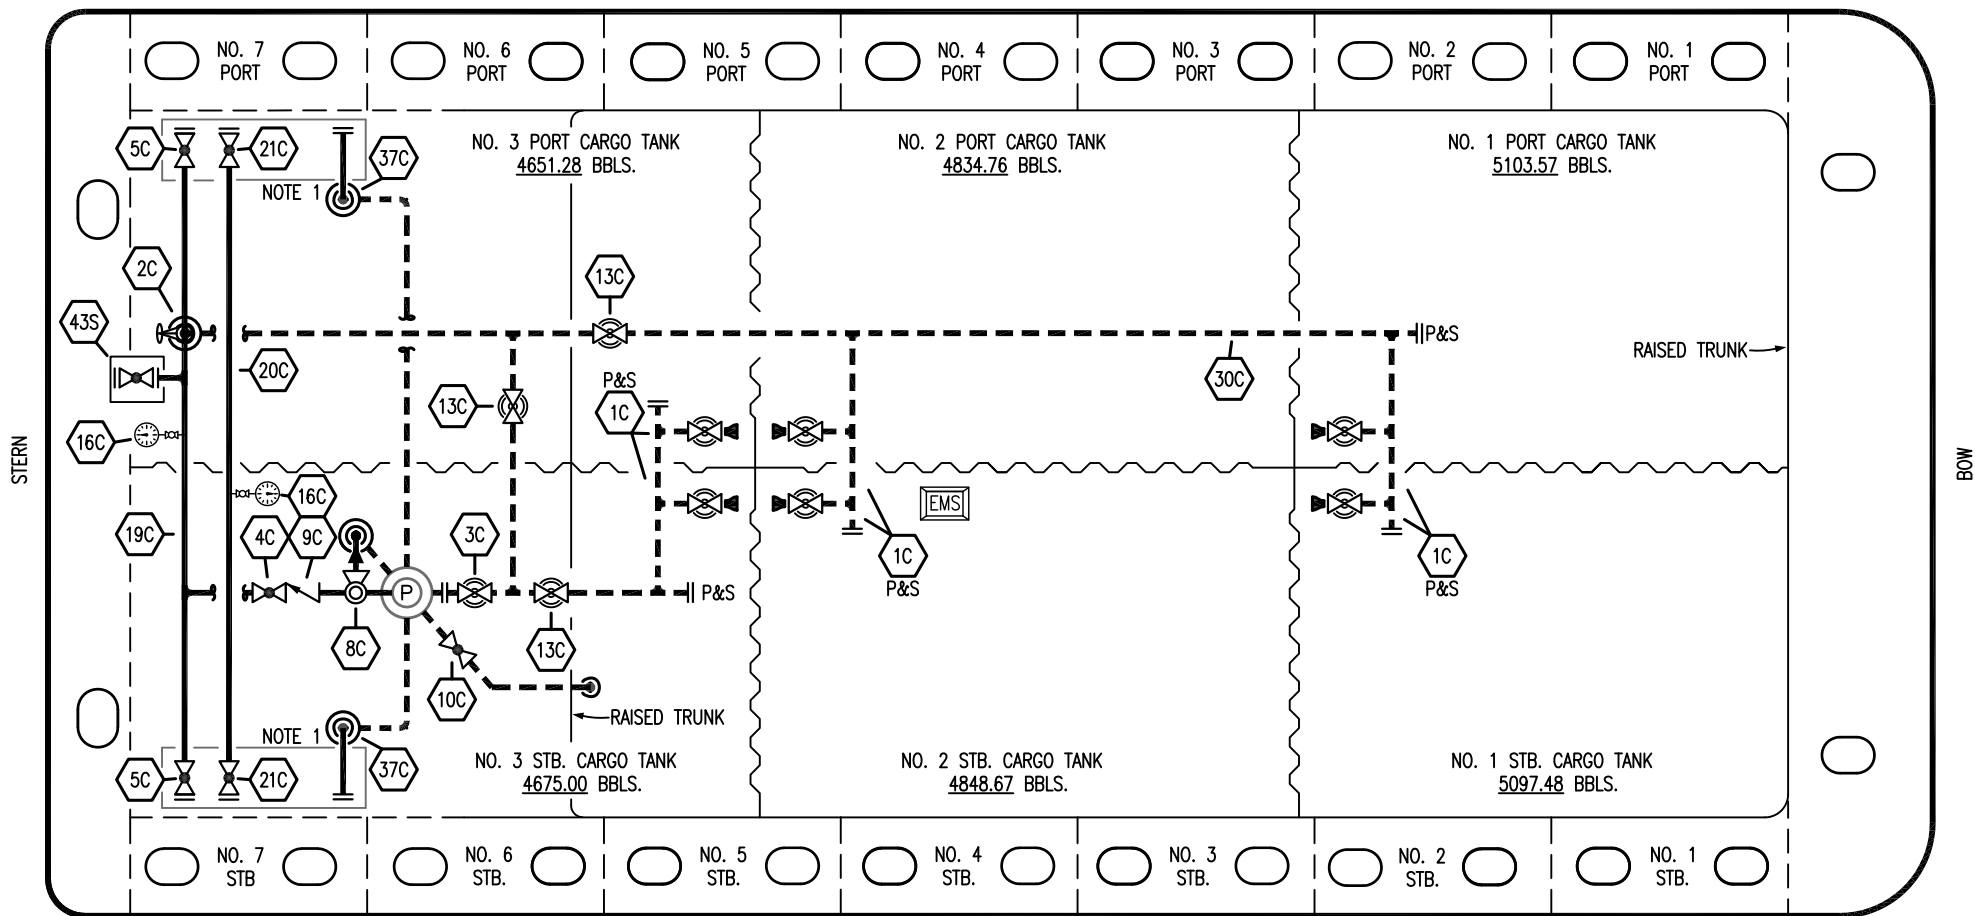 NO. 7
PORT
NO. 6
PORT
NO. 5
PORT
NO. 4
PORT
NO. 3
PORT
NO. 2
PORT
NO. 1
PORT
5C
21C
37C
NOTE 1
NO. 3 PORT CARGO TANK
4651.28 BBLS.
NO. 2 PORT CARGO TANK
4834.76 BBLS.
NO. 1 PORT CARGO TANK
5103.57 BBLS.
2C
13C
43S
P&S
RAISED TRUNK
20C
30C
P&S
13C
1C
16C
STERN
BOW
16C
EMS
19C
4C
9C
3C
1C
P&S
1C
P&S
P&S
8C
13C
10C
RAISED TRUNK
NOTE 1
5C
21C
37C
NO. 3 STB. CARGO TANK
4675.00 BBLS.
NO. 2 STB. CARGO TANK
4848.67 BBLS.
NO. 1 STB. CARGO TANK
5097.48 BBLS.
P
NO. 7
STB
NO. 6
STB.
NO. 5
STB.
NO. 4
STB.
NO. 3
STB.
NO. 2
STB.
NO. 1
STB.